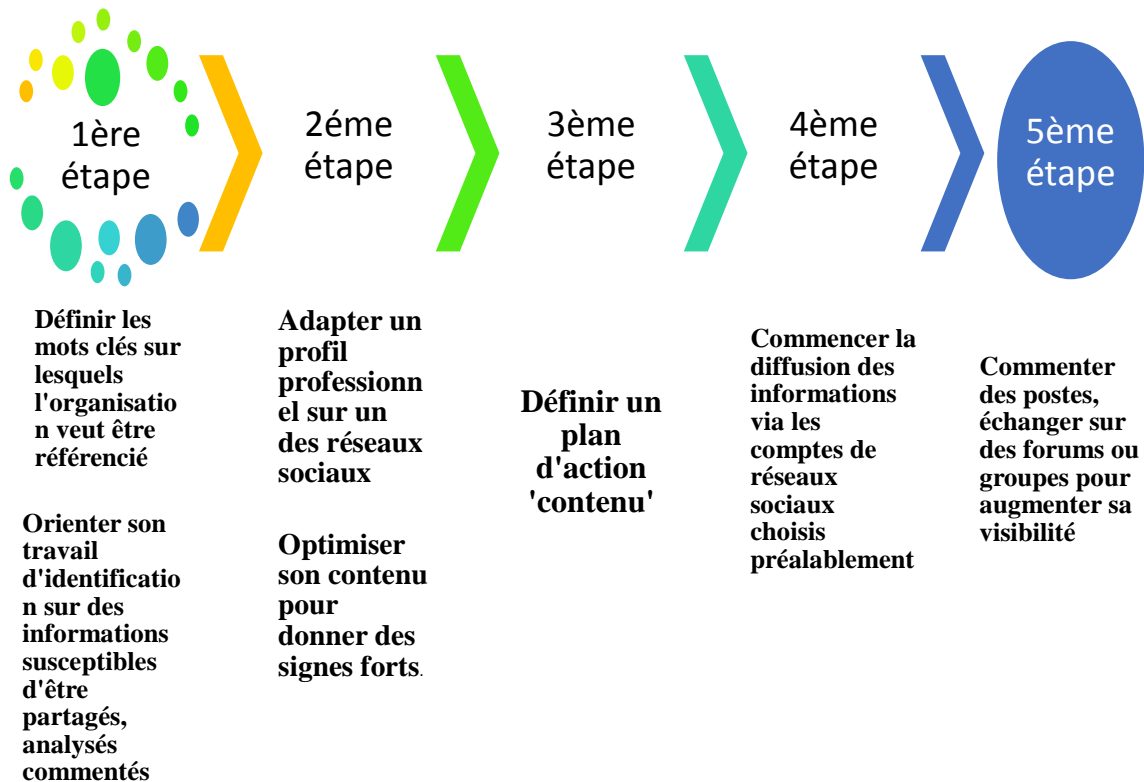 1ère
étape
2éme
étape
3ème
étape
4ème
étape
5ème
étape
Définir les
mots clés sur
lesquels
l'organisatio
n veut être
référencié
Orienter son
travail
d'identificatio
n sur des
informations
susceptibles
d'être
partagés,
analysés
commentés
Adapter un
profil
professionn
el sur un
des réseaux
sociaux
Optimiser
son contenu
pour
donner des
signes forts.
Définir un
plan
d'action
'contenu'
Commencer la
diffusion des
informations
via les
comptes de
réseaux
sociaux
choisis
préalablement
Commenter
des postes,
échanger sur
des forums ou
groupes pour
augmenter sa
visibilité